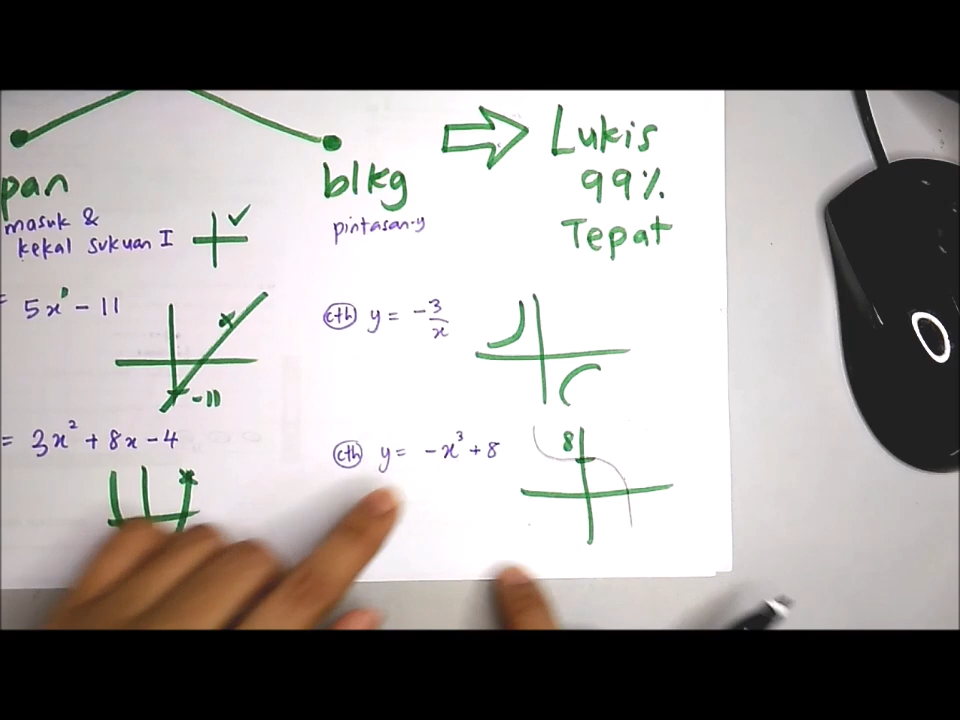 pan
masuk &
kekal sukuan I
= 5x' - 11
-11
= 3x² + 8x - 4
blkg
pintasan-y
cth y = -3/x
cth y = -x³ + 8
8
Lukis
99%
Tepat